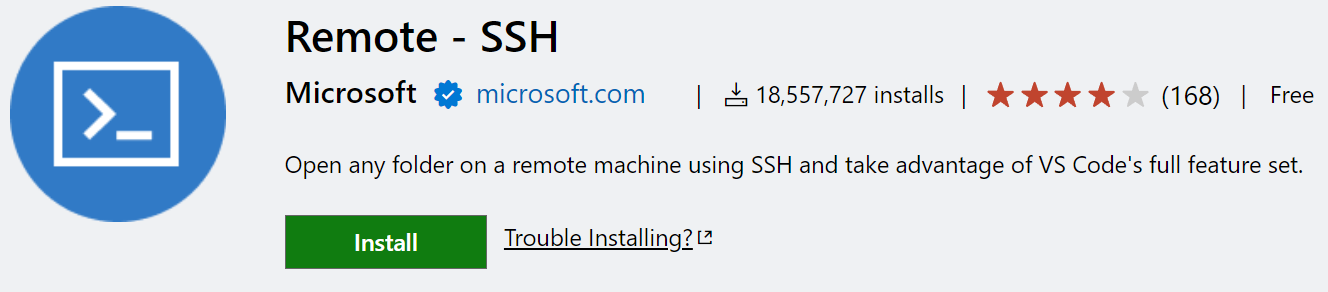 Remote - SSH
Microsoft microsoft.com | 18,557,727 installs | (168) | Free
Open any folder on a remote machine using SSH and take advantage of VS Code's full feature set.
Install Trouble Installing?